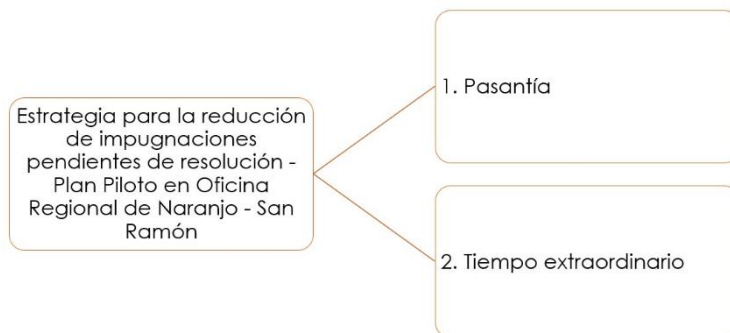 Estrategia para la reducción
de impugnaciones
pendientes de resolución -
Plan Piloto en Oficina
Regional de Naranjo - San
Ramón
1. Pasantía
2. Tiempo extraordinario